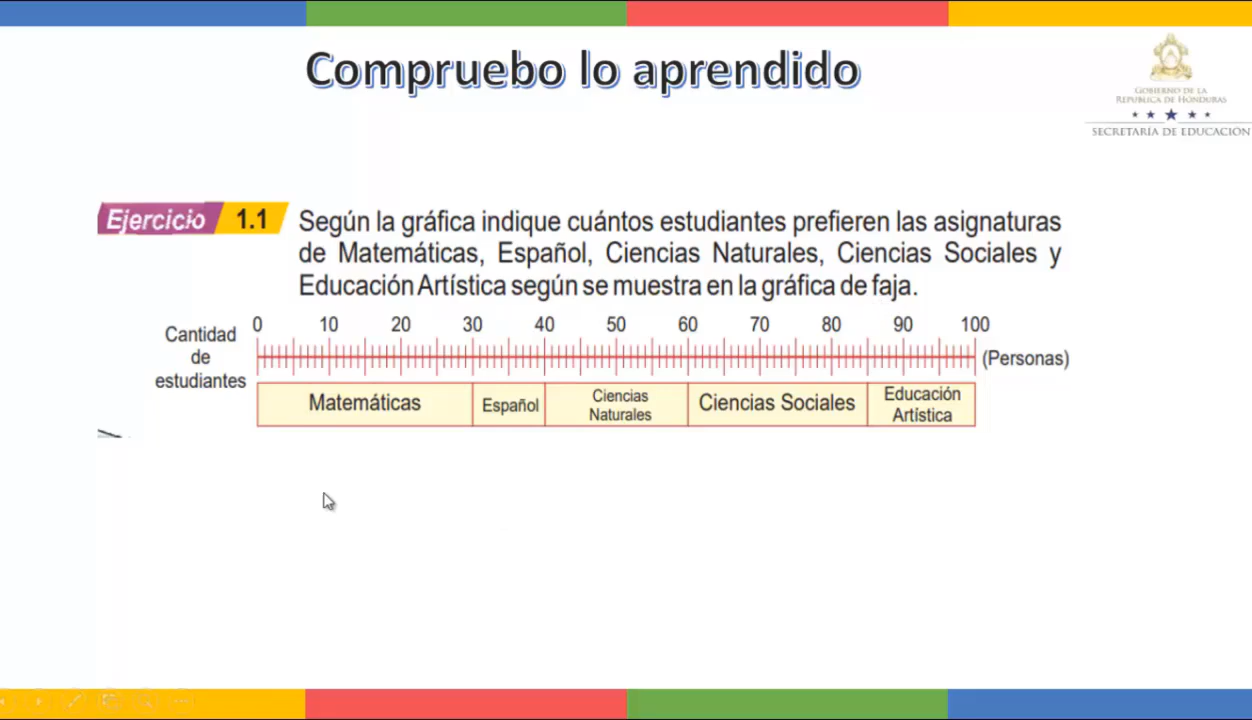 Compruebo lo aprendido
GOBIERNO DE LA
REPÚBLICA DE HONDURAS
SECRETARÍA DE EDUCACIÓN
Ejercicio 1.1
Según la gráfica indique cuántos estudiantes prefieren las asignaturas
de Matemáticas, Español, Ciencias Naturales, Ciencias Sociales y
Educación Artística según se muestra en la gráfica de faja.
Cantidad
de
estudiantes
0 10 20 30 40 50 60 70 80 90 100
(Personas)
Matemáticas
Español
Ciencias
Naturales
Ciencias Sociales
Educación
Artística